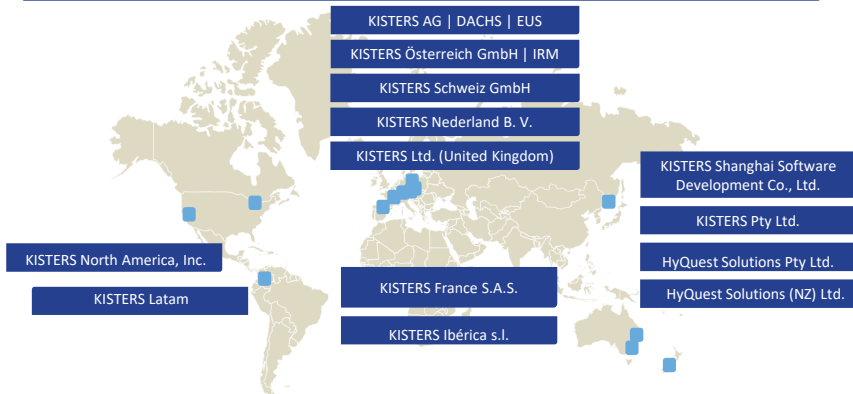 KISTERS AG | DACHS | EUS
KISTERS Österreich GmbH | IRM
KISTERS Schweiz GmbH
KISTERS Nederland B. V.
KISTERS Ltd. (United Kingdom)
KISTERS Shanghai Software
Development Co., Ltd.
KISTERS Pty Ltd.
HyQuest Solutions Pty Ltd.
HyQuest Solutions (NZ) Ltd.
KISTERS North America, Inc.
KISTERS Latam
KISTERS France S.A.S.
KISTERS Ibérica s.l.